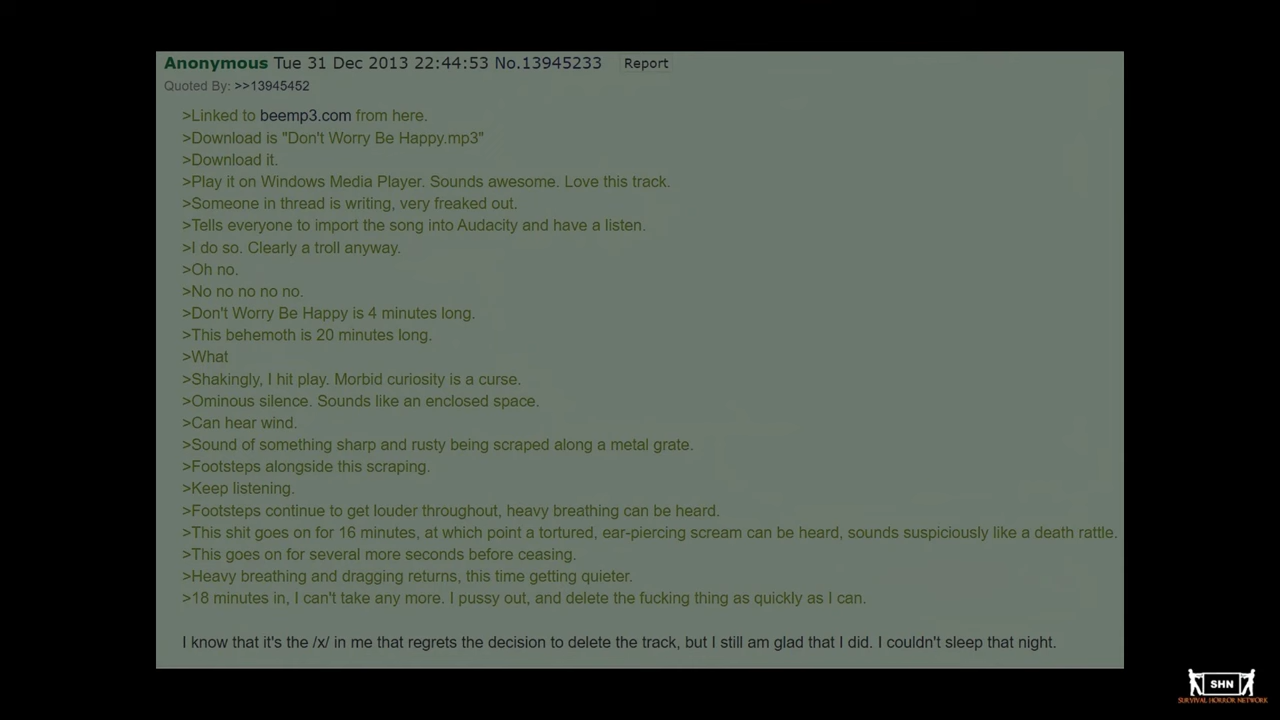 Anonymous Tue 31 Dec 2013 22:44:53 No.13945233 Report
Quoted By: >>13945452
>Linked to beemp3.com from here.
>Download is "Don't Worry Be Happy.mp3"
>Download it.
>Play it on Windows Media Player. Sounds awesome. Love this track.
>Someone in thread is writing, very freaked out.
>Tells everyone to import the song into Audacity and have a listen.
>I do so. Clearly a troll anyway.
>Oh no.
>No no no no no.
>Don't Worry Be Happy is 4 minutes long.
>This behemoth is 20 minutes long.
>What
>Shakingly, I hit play. Morbid curiosity is a curse.
>Ominous silence. Sounds like an enclosed space.
>Can hear wind.
>Sound of something sharp and rusty being scraped along a metal grate.
>Footsteps alongside this scraping.
>Keep listening.
>Footsteps continue to get louder throughout, heavy breathing can be heard.
>This shit goes on for 16 minutes, at which point a tortured, ear-piercing scream can be heard, sounds suspiciously like a death rattle.
>This goes on for several more seconds before ceasing.
>Heavy breathing and dragging returns, this time getting quieter.
>18 minutes in, I can't take any more. I pussy out, and delete the fucking thing as quickly as I can.
I know that it's the /x/ in me that regrets the decision to delete the track, but I still am glad that I did. I couldn't sleep that night.
SHN
SURVIVAL HORROR NETWORK